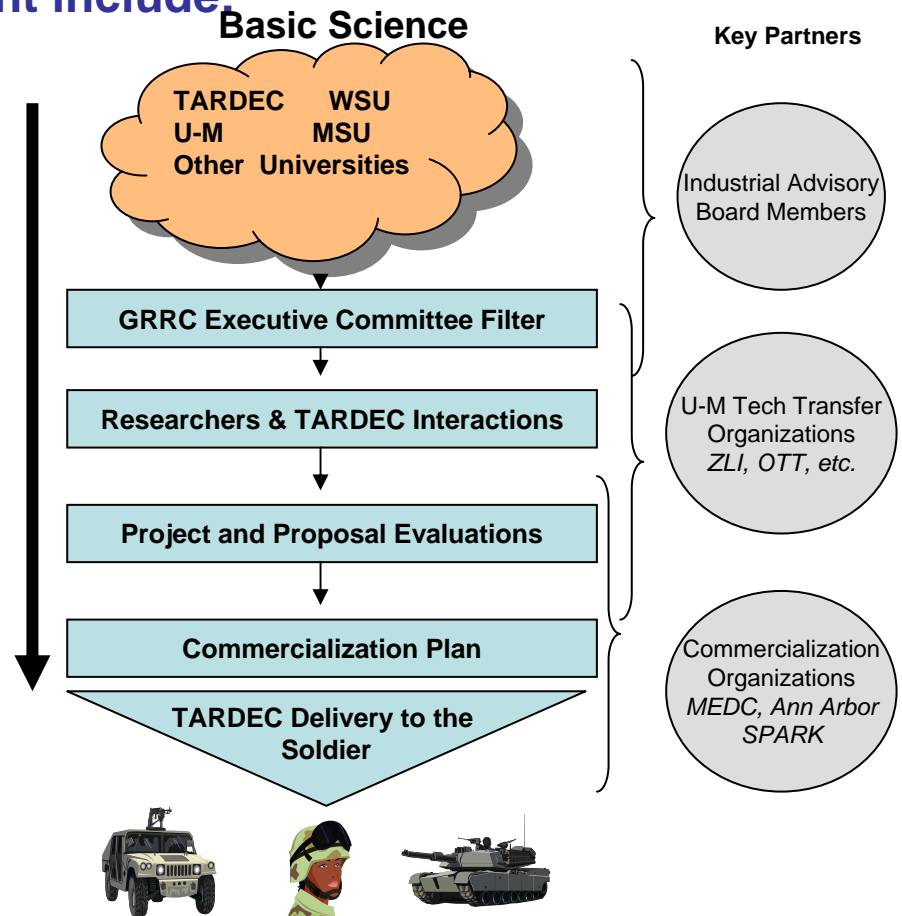 nt include:
Basic Science
Key Partners
TARDEC WSU
U-M MSU
Other Universities
Industrial Advisory
Board Members
GRRC Executive Committee Filter
Researchers & TARDEC Interactions
U-M Tech Transfer
Organizations
ZLI, OTT, etc.
Project and Proposal Evaluations
Commercialization Plan
Commercialization
Organizations
MEDC, Ann Arbor
SPARK
TARDEC Delivery to the
Soldier